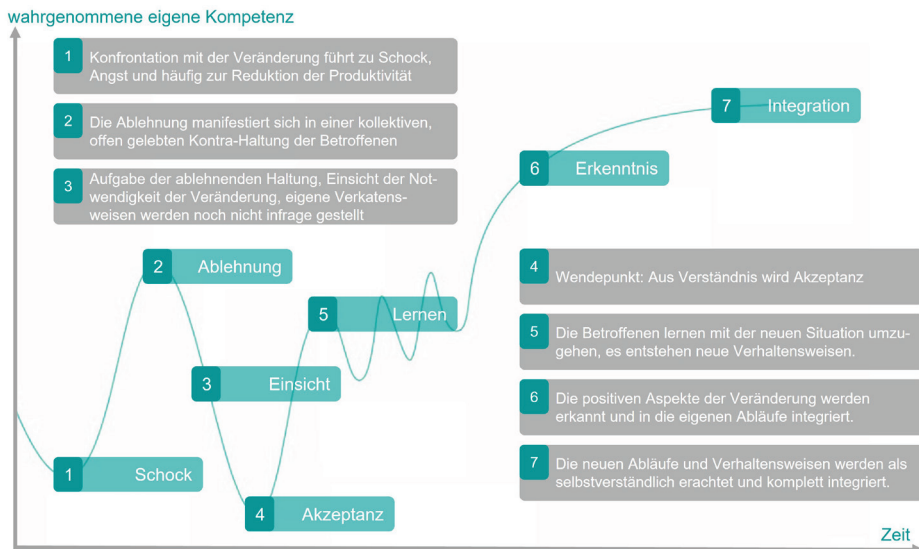 wahrgenommene eigene Kompetenz
1
Konfrontation mit der Veränderung führt zu Schock,
Angst und häufig zur Reduktion der Produktivität
2
Die Ablehnung manifestiert sich in einer kollektiven,
offen gelebten Kontra-Haltung der Betroffenen
3
Aufgabe der ablehnenden Haltung, Einsicht der Not-
wendigkeit der Veränderung, eigene Verkatens-
weisen werden noch nicht infrage gestellt
7 Integration
6 Erkenntnis
2 Ablehnung
5 Lernen
3 Einsicht
1 Schock
4 Akzeptanz
4
Wendepunkt: Aus Verständnis wird Akzeptanz
5
Die Betroffenen lernen mit der neuen Situation umzu-
gehen, es entstehen neue Verhaltensweisen.
6
Die positiven Aspekte der Veränderung werden
erkannt und in die eigenen Abläufe integriert.
7
Die neuen Abläufe und Verhaltensweisen werden als
selbstverständlich erachtet und komplett integriert.
Zeit